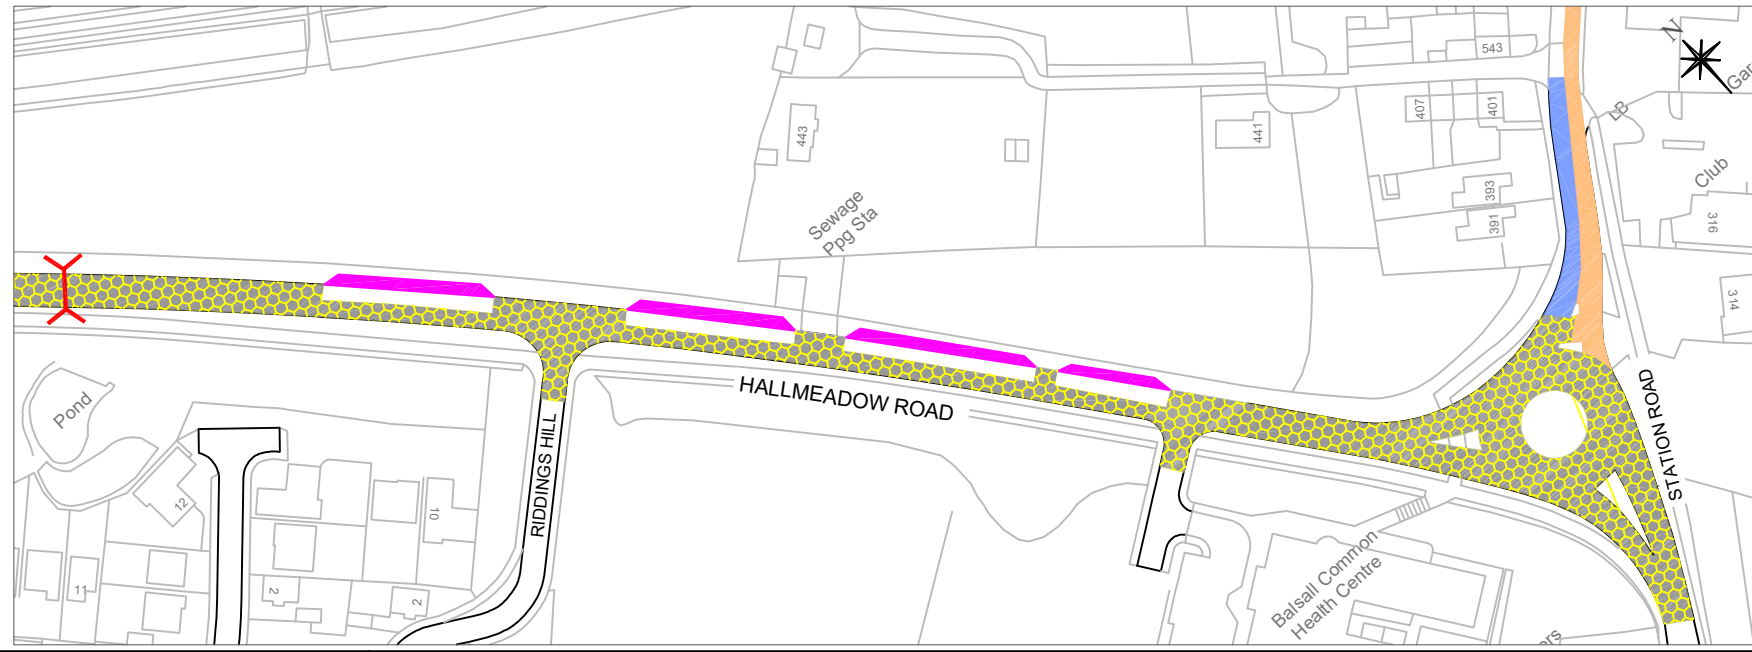 N
543
Gar
407
401
LB
443
441
Club
393
Sewage
Ppg Sta
391
316
314
HALLMEADOW ROAD
STATION ROAD
Pond
RIDDINGS HILL
12
10
Balsall Common
Health Centre
11
2
2
ers